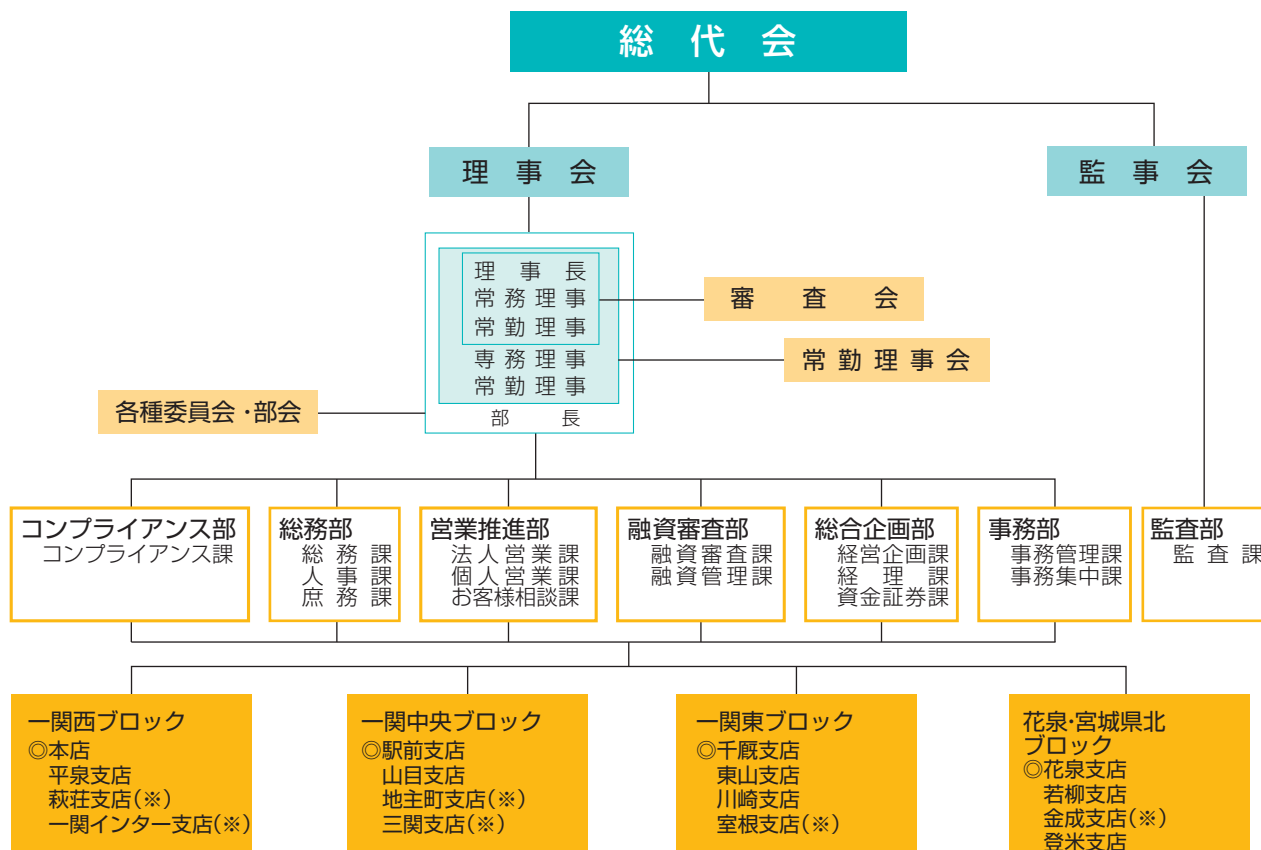 総代会
理事会
監事会
理事長
常務理事
常勤理事
専務理事
常勤理事
部長
審査会
常勤理事会
各種委員会・部会
コンプライアンス部
コンプライアンス課
総務部
総務課
人事課
庶務課
営業推進部
法人営業課
個人営業課
お客様相談課
融資審査部
融資審査課
融資管理課
総合企画部
経営企画課
経理課
資金証券課
事務部
事務管理課
事務集中課
監査部
監査課
一関西ブロック
◎本店
平泉支店
萩荘支店(※)
一関インター支店(※)
一関中央ブロック
◎駅前支店
山目支店
地主町支店(※)
三関支店(※)
一関東ブロック
◎千厩支店
東山支店
川崎支店
室根支店(※)
花泉・宮城県北
ブロック
◎花泉支店
若柳支店
金成支店(※)
登米支店